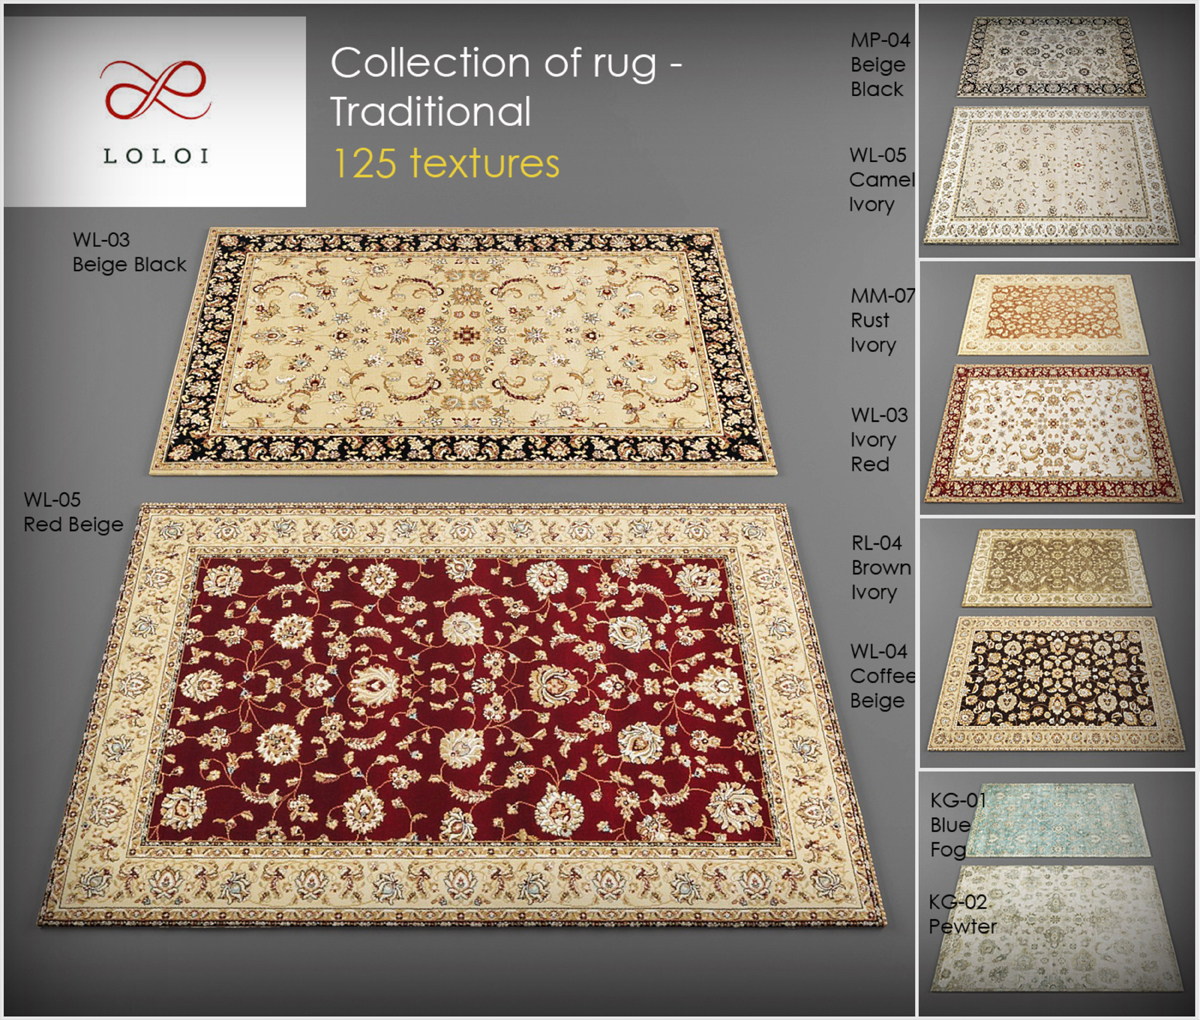 LOLOI
Collection of rug -
Traditional
125 textures
WL-03
Beige Black
WL-05
Red Beige
MP-04
Beige
Black
WL-05
Camel
Ivory
MM-07
Rust
Ivory
WL-03
Ivory
Red
RL-04
Brown
Ivory
WL-04
Coffee
Beige
KG-01
Blue
Fog
KG-02
Pewter